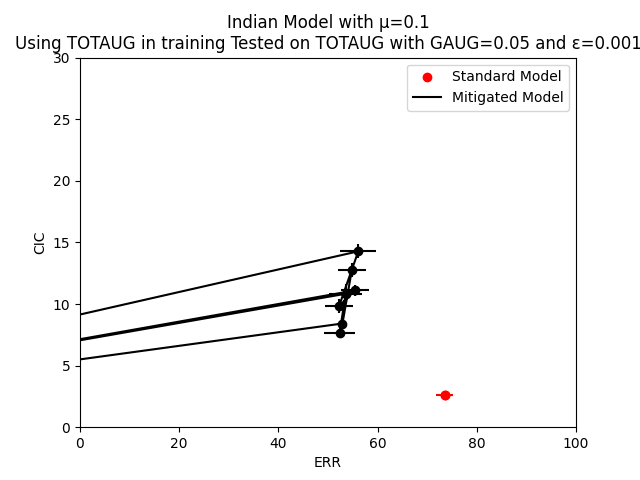 Indian Model with μ=0.1
Using TOTAUG in training Tested on TOTAUG with GAUG=0.05 and ε=0.001
Standard Model
Mitigated Model
CIC
30
25
20
15
10
5
0
0 20 40 60 80 100
ERR